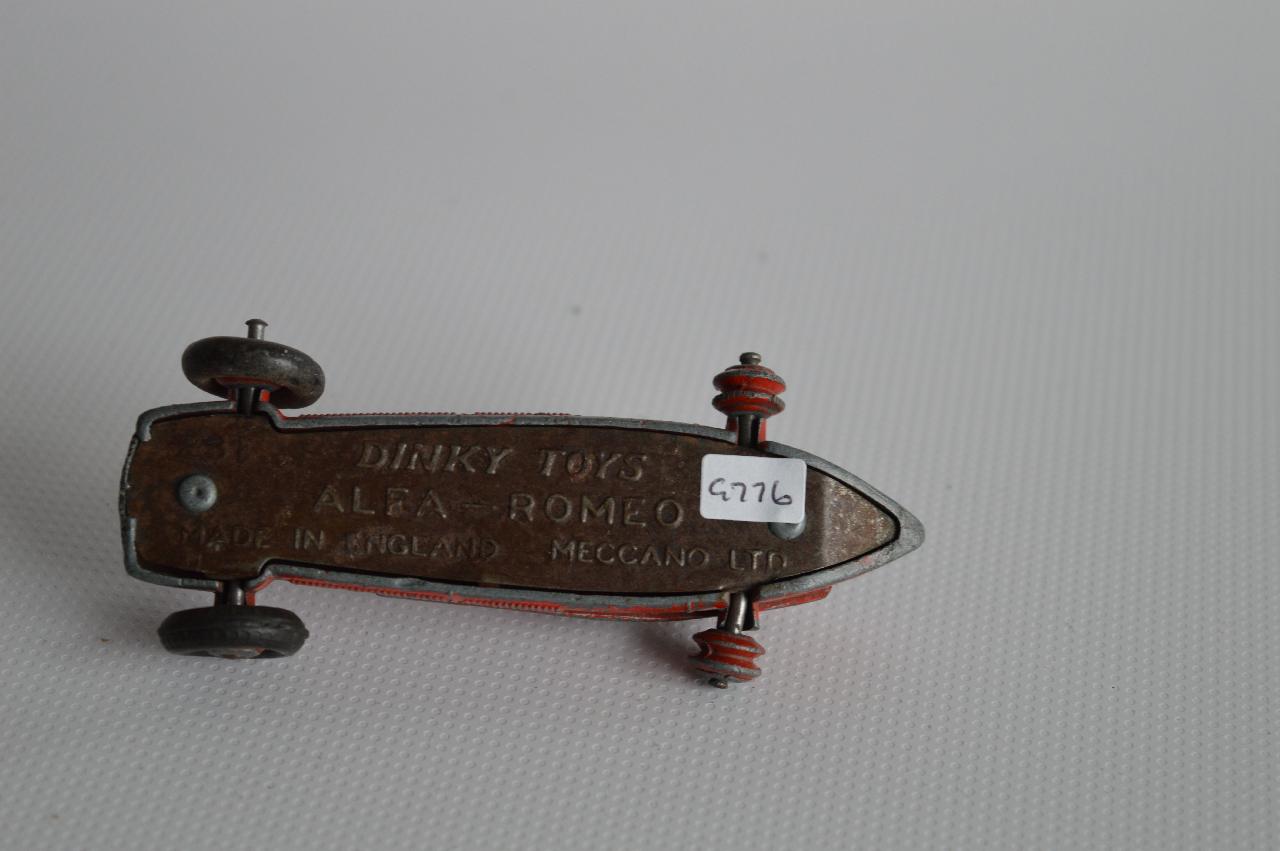 DINKY TOYS
ALFA-ROMEO
G776
MADE IN ENGLAND MECCANO LTD